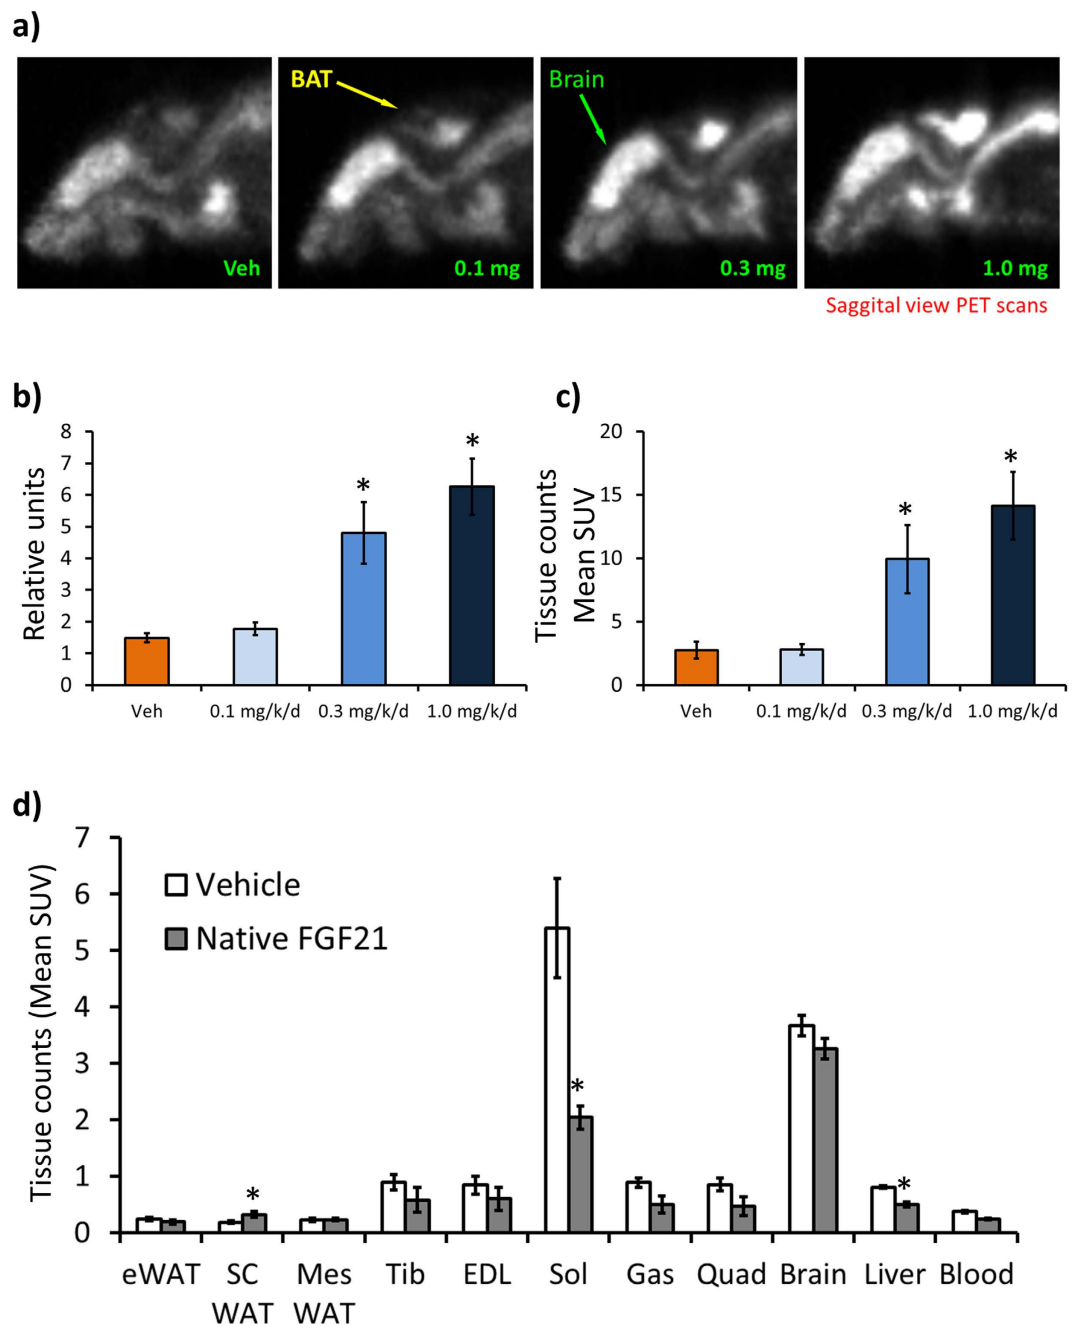 a)
BAT
Brain
Veh
0.1 mg
0.3 mg
1.0 mg
Saggital view PET scans
b)
Relative units
8
7
6
5
4
3
2
1
0
*
*
Veh
0.1 mg/k/d
0.3 mg/k/d
1.0 mg/k/d
c)
Tissue counts
Mean SUV
20
15
10
5
0
*
*
Veh
0.1 mg/k/d
0.3 mg/k/d
1.0 mg/k/d
d)
Tissue counts (Mean SUV)
7
6
5
4
3
2
1
0
Vehicle
Native FGF21
*
*
*
eWAT
SC
WAT
Mes
WAT
Tib
EDL
Sol
Gas
Quad
Brain
Liver
Blood